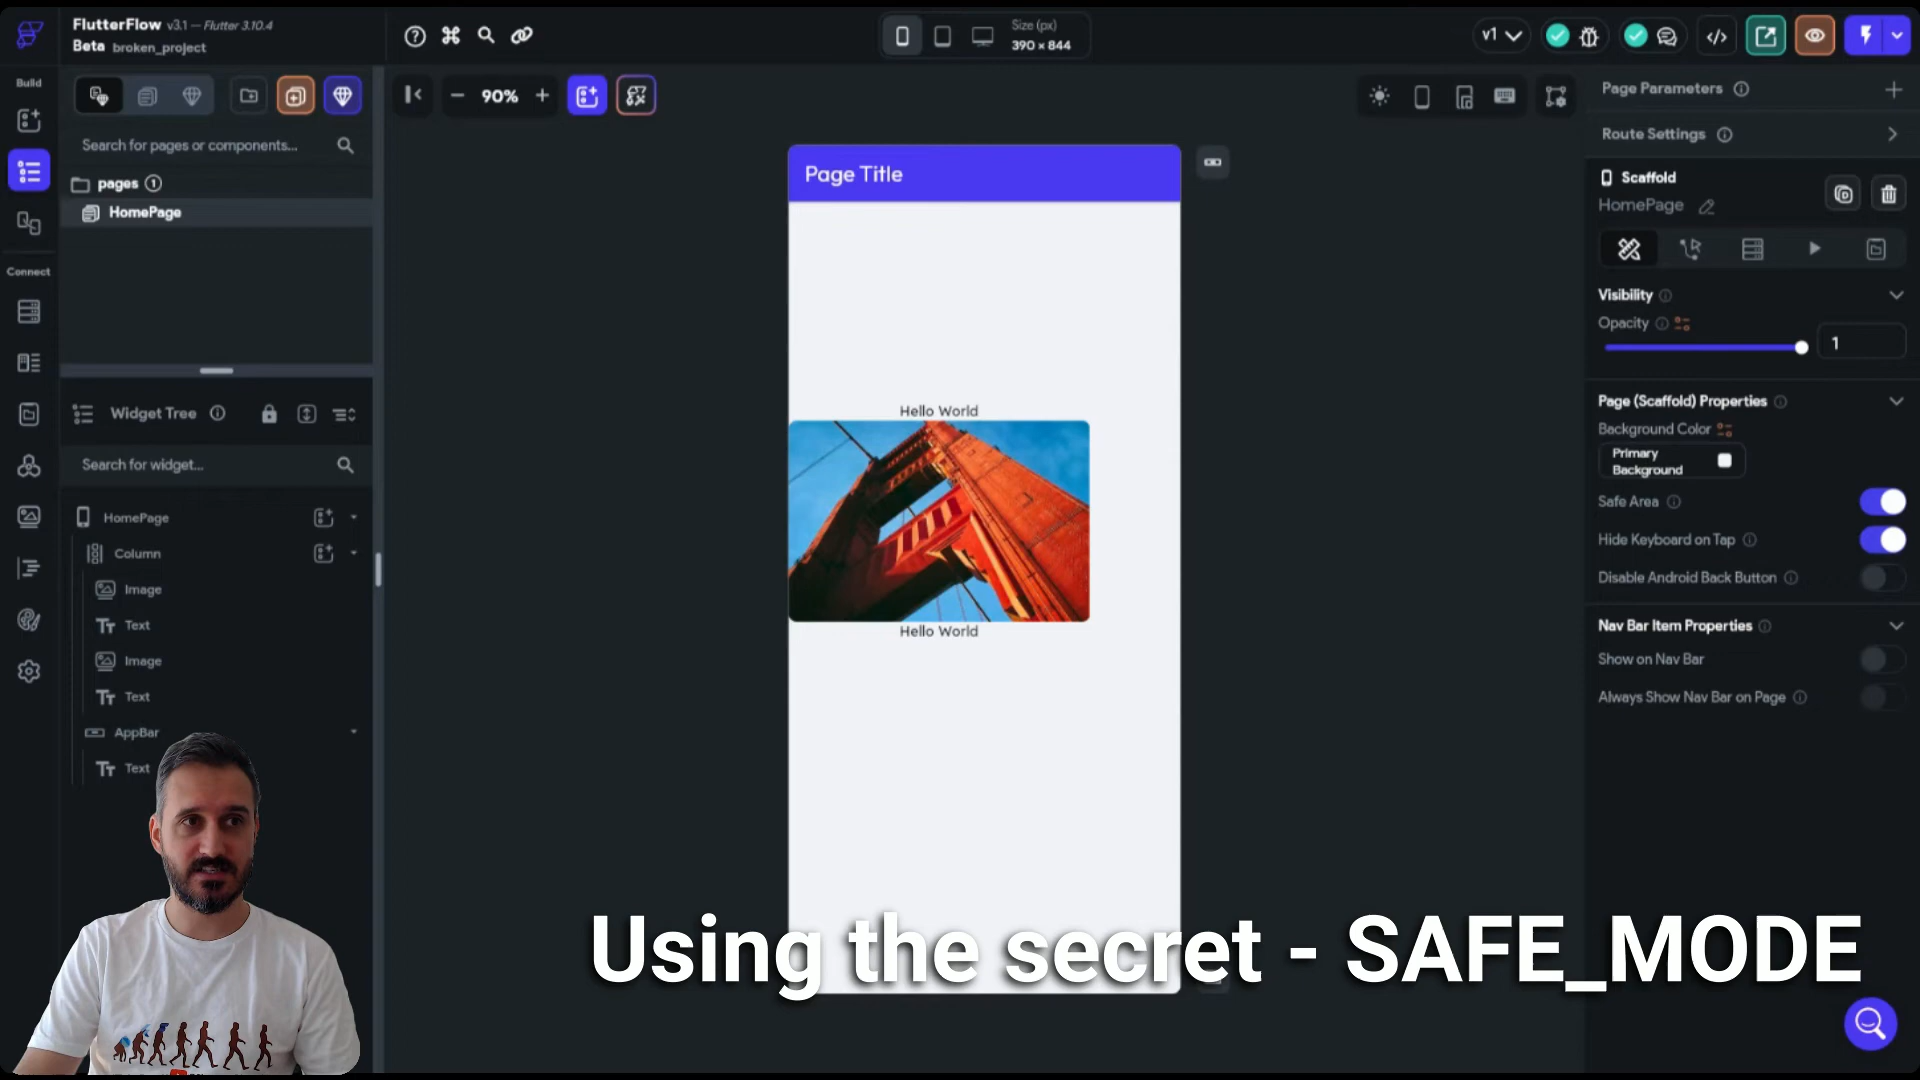 FlutterFlow v3.1 — Flutter 3.10.4
Beta broken_project
Size (px)
390 × 844
v1
Build
90%
Page Parameters
Search for pages or components...
Route Settings
pages 1
HomePage
Page Title
Scaffold
HomePage
Connect
Visibility
Opacity
1
Widget Tree
Hello World
Page (Scaffold) Properties
Background Color
Search for widget...
Primary
Background
Safe Area
HomePage
Hide Keyboard on Tap
Column
Disable Android Back Button
Image
Text
Hello World
Nav Bar Item Properties
Image
Show on Nav Bar
Text
Always Show Nav Bar on Page
AppBar
Text
Using the secret - SAFE_MODE